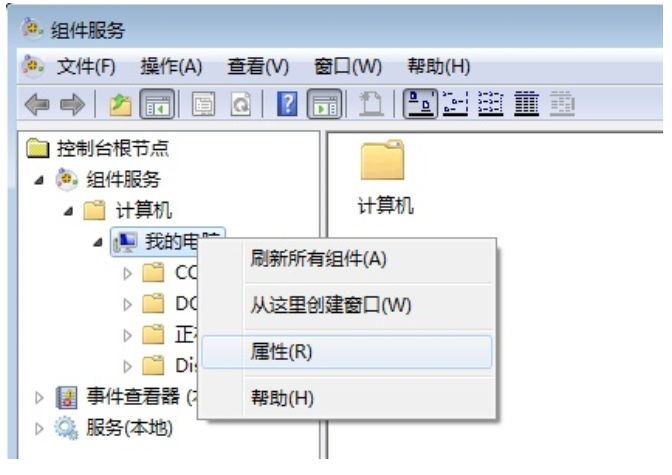 组件服务
文件(F) 操作(A) 查看(V) 窗口(W) 帮助(H)
控制台根节点
组件服务
计算机
我的电脑
CO
DC
正在
Dis
事件查看器 (本
服务(本地)
计算机
刷新所有组件(A)
从这里创建窗口(W)
属性(R)
帮助(H)